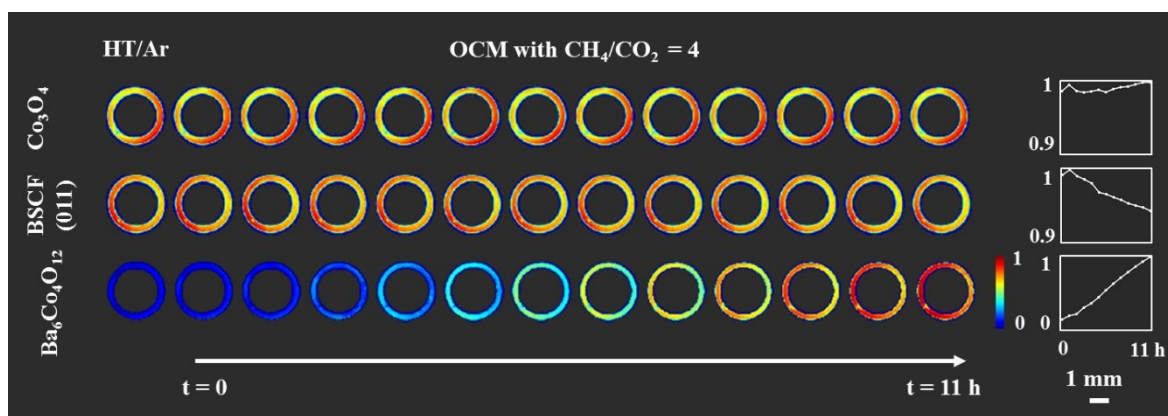 HT/Ar
OCM with CH₄/CO₂ = 4
Co₃O₄
1
0.9
BSCF
(011)
1
0.9
Ba₆Co₄O₁₂
1
0
1
0
0
11 h
t = 0
t = 11 h
1 mm